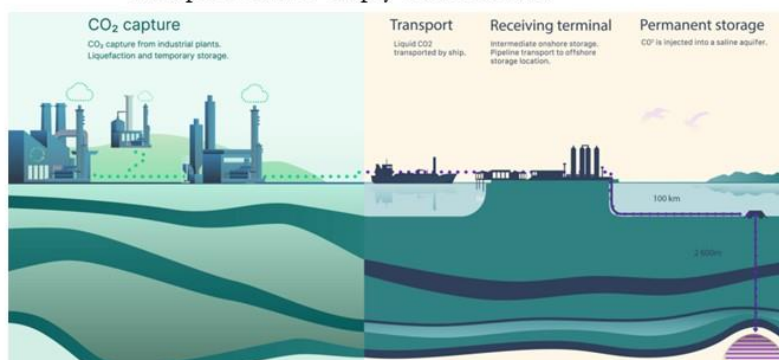 CO₂ capture
CO₂ capture from industrial plants.
Liquefaction and temporary storage.
Transport
Liquid CO2
transported by ship.
Receiving terminal
Intermediate onshore storage.
Pipeline transport to offshore
storage location.
Permanent storage
CO² is injected into a saline aquifer.
100 km